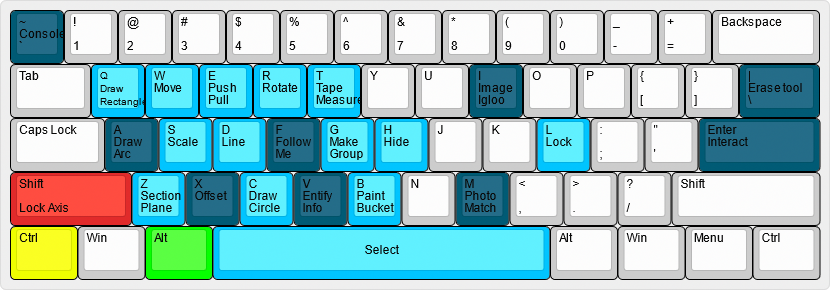 ~ Console `
! 1
@ 2
# 3
$ 4
% 5
^ 6
& 7
* 8
( 9
) 0
_ -
+ =
Backspace
Tab
Q Draw Rectangle
W Move
E Push Pull
R Rotate
T Tape Measure
Y
U
I Image Igloo
O
P
{ [
} ]
| Erase tool \
Caps Lock
A Draw Arc
S Scale
D Line
F Follow Me
G Make Group
H Hide
J
K
L Lock
: ;
" '
Enter Interact
Shift Lock Axis
Z Section Plane
X Offset
C Draw Circle
V Entify Info
B Paint Bucket
N
M Photo Match
< ,
> .
? /
Shift
Ctrl
Win
Alt
Select
Alt
Win
Menu
Ctrl